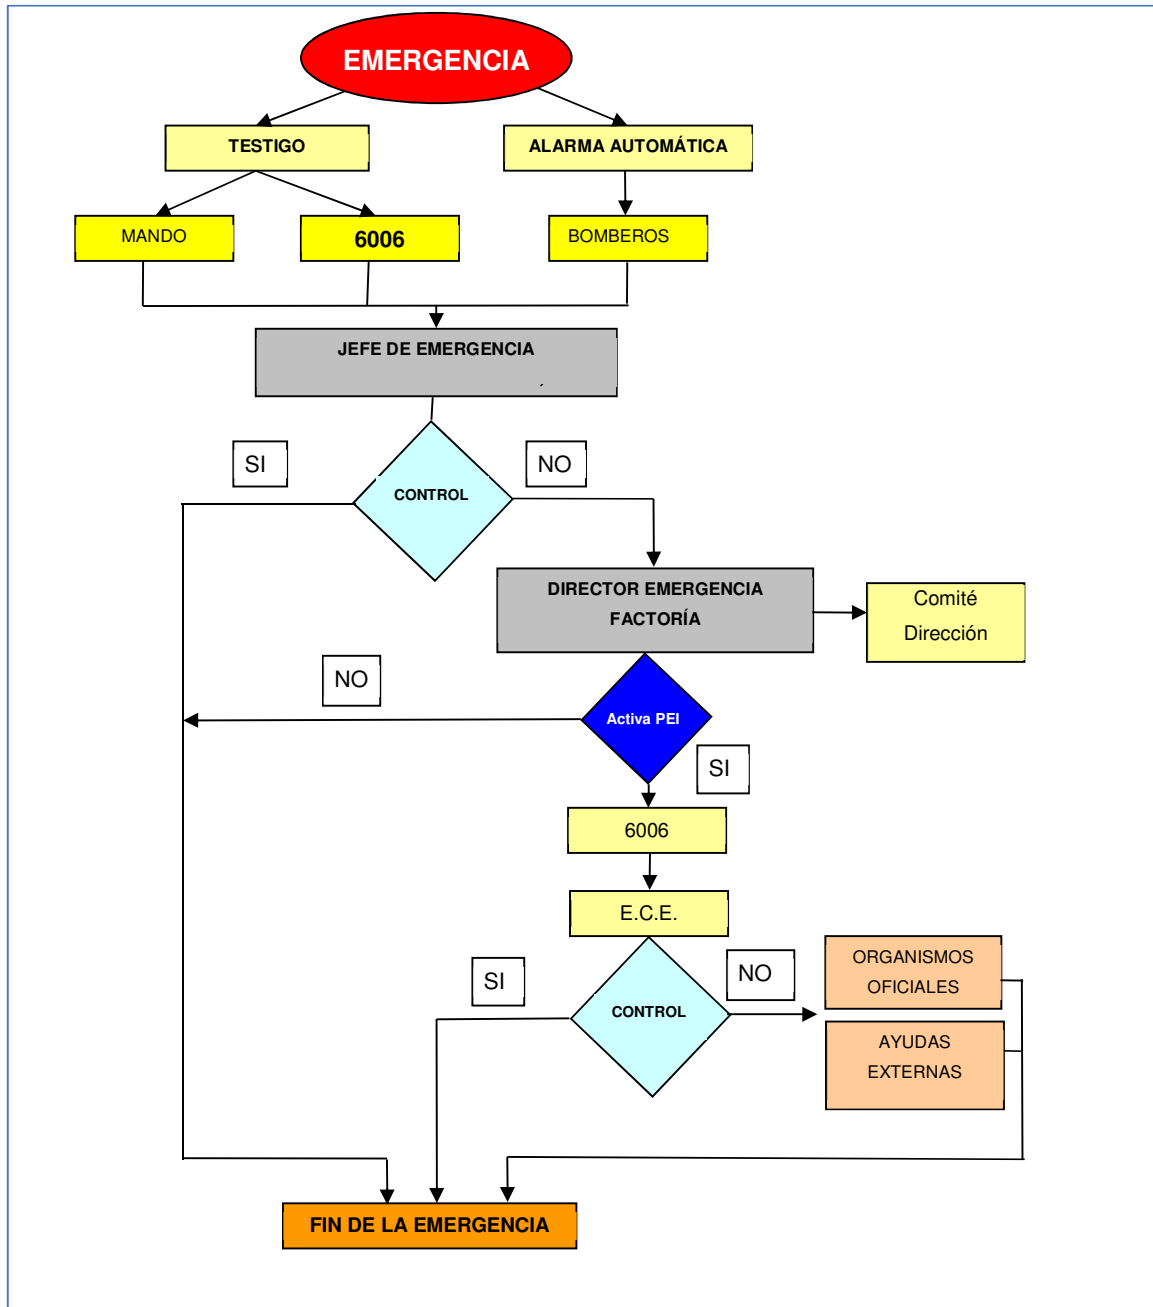 EMERGENCIA
TESTIGO
ALARMA AUTOMÁTICA
MANDO
6006
BOMBEROS
JEFE DE EMERGENCIA
SI
NO
CONTROL
DIRECTOR EMERGENCIA
FACTORÍA
Comité
Dirección
NO
Activa PEI
SI
6006
E.C.E.
SI
NO
CONTROL
ORGANISMOS
OFICIALES
AYUDAS
EXTERNAS
FIN DE LA EMERGENCIA